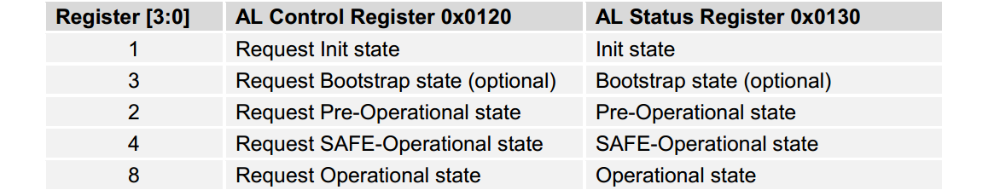 Register [3:0] AL Control Register 0x0120 AL Status Register 0x0130
1 Request Init state Init state
3 Request Bootstrap state (optional) Bootstrap state (optional)
2 Request Pre-Operational state Pre-Operational state
4 Request SAFE-Operational state SAFE-Operational state
8 Request Operational state Operational state